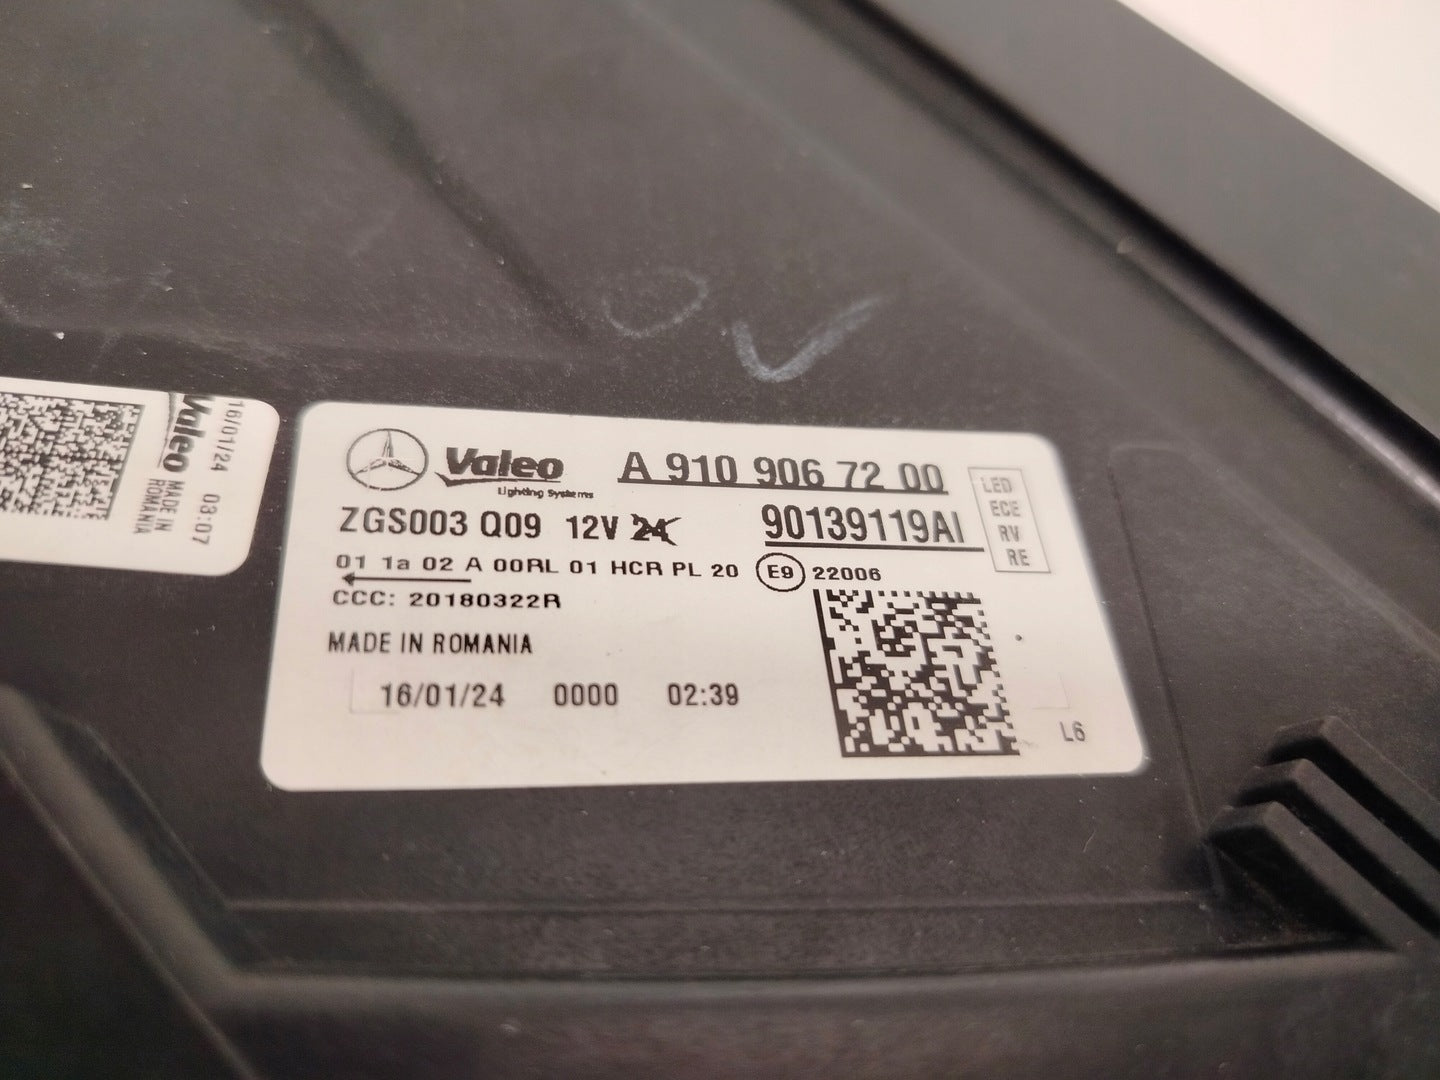 Valeo
MADE IN
ROMANIA
16/01/24 03:07
Valeo
Lighting Systems
A 910 906 72 00
ZGS003 Q09 12V 24
90139119AI
LED
ECE
RV
RE
01 1a 02 A 00RL 01 HCR PL 20 E9 22006
CCC: 20180322R
MADE IN ROMANIA
16/01/24 0000 02:39
L6